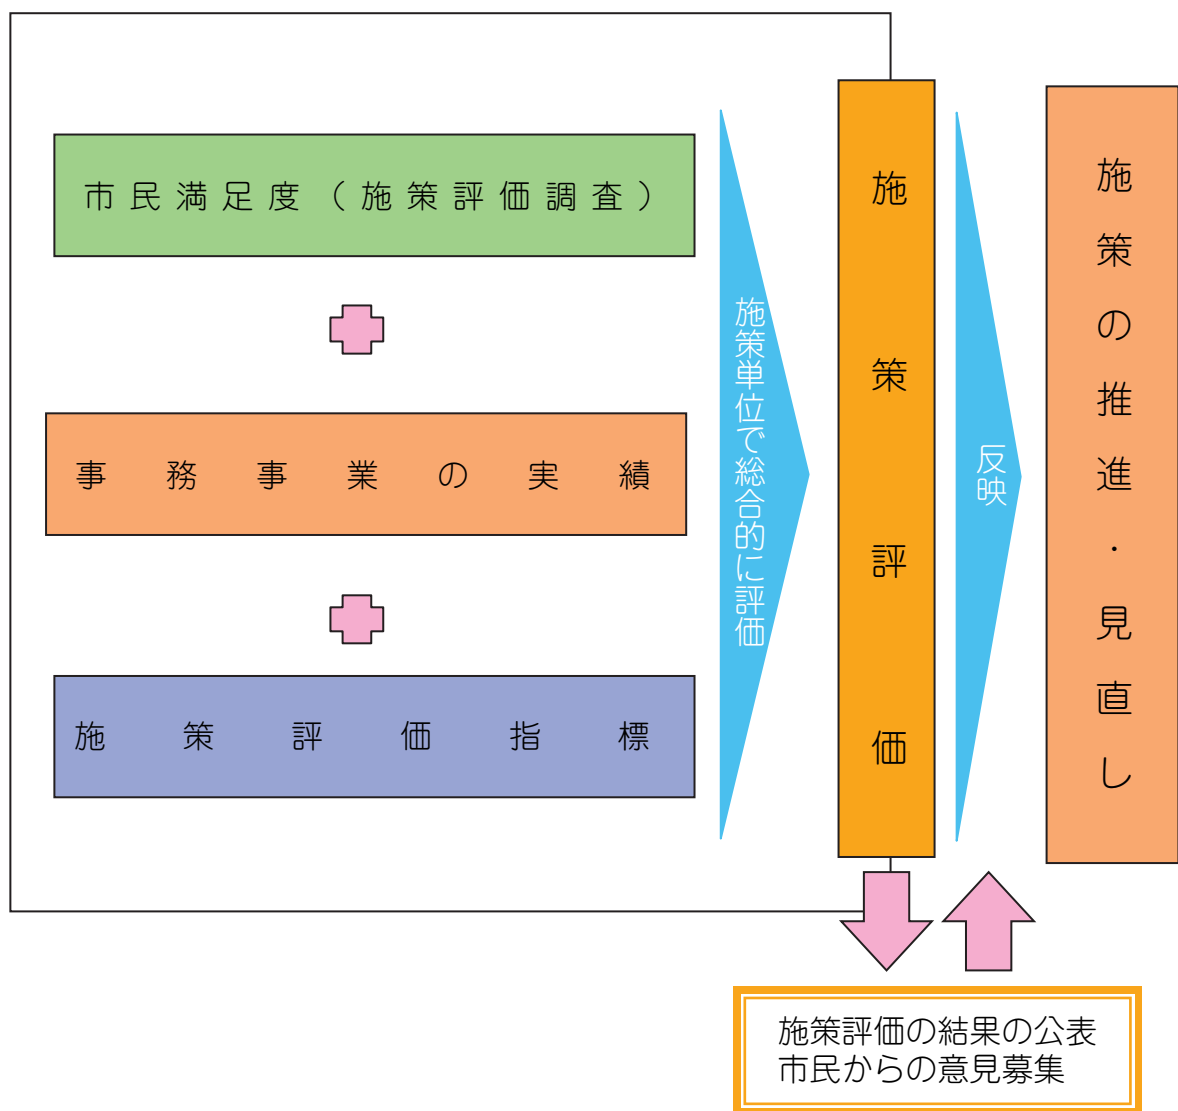 市民満足度（施策評価調査）
事務事業の実績
施策評価指標
施策単位で総合的に評価
施策評価
反映
施策の推進・見直し
施策評価の結果の公表
市民からの意見募集